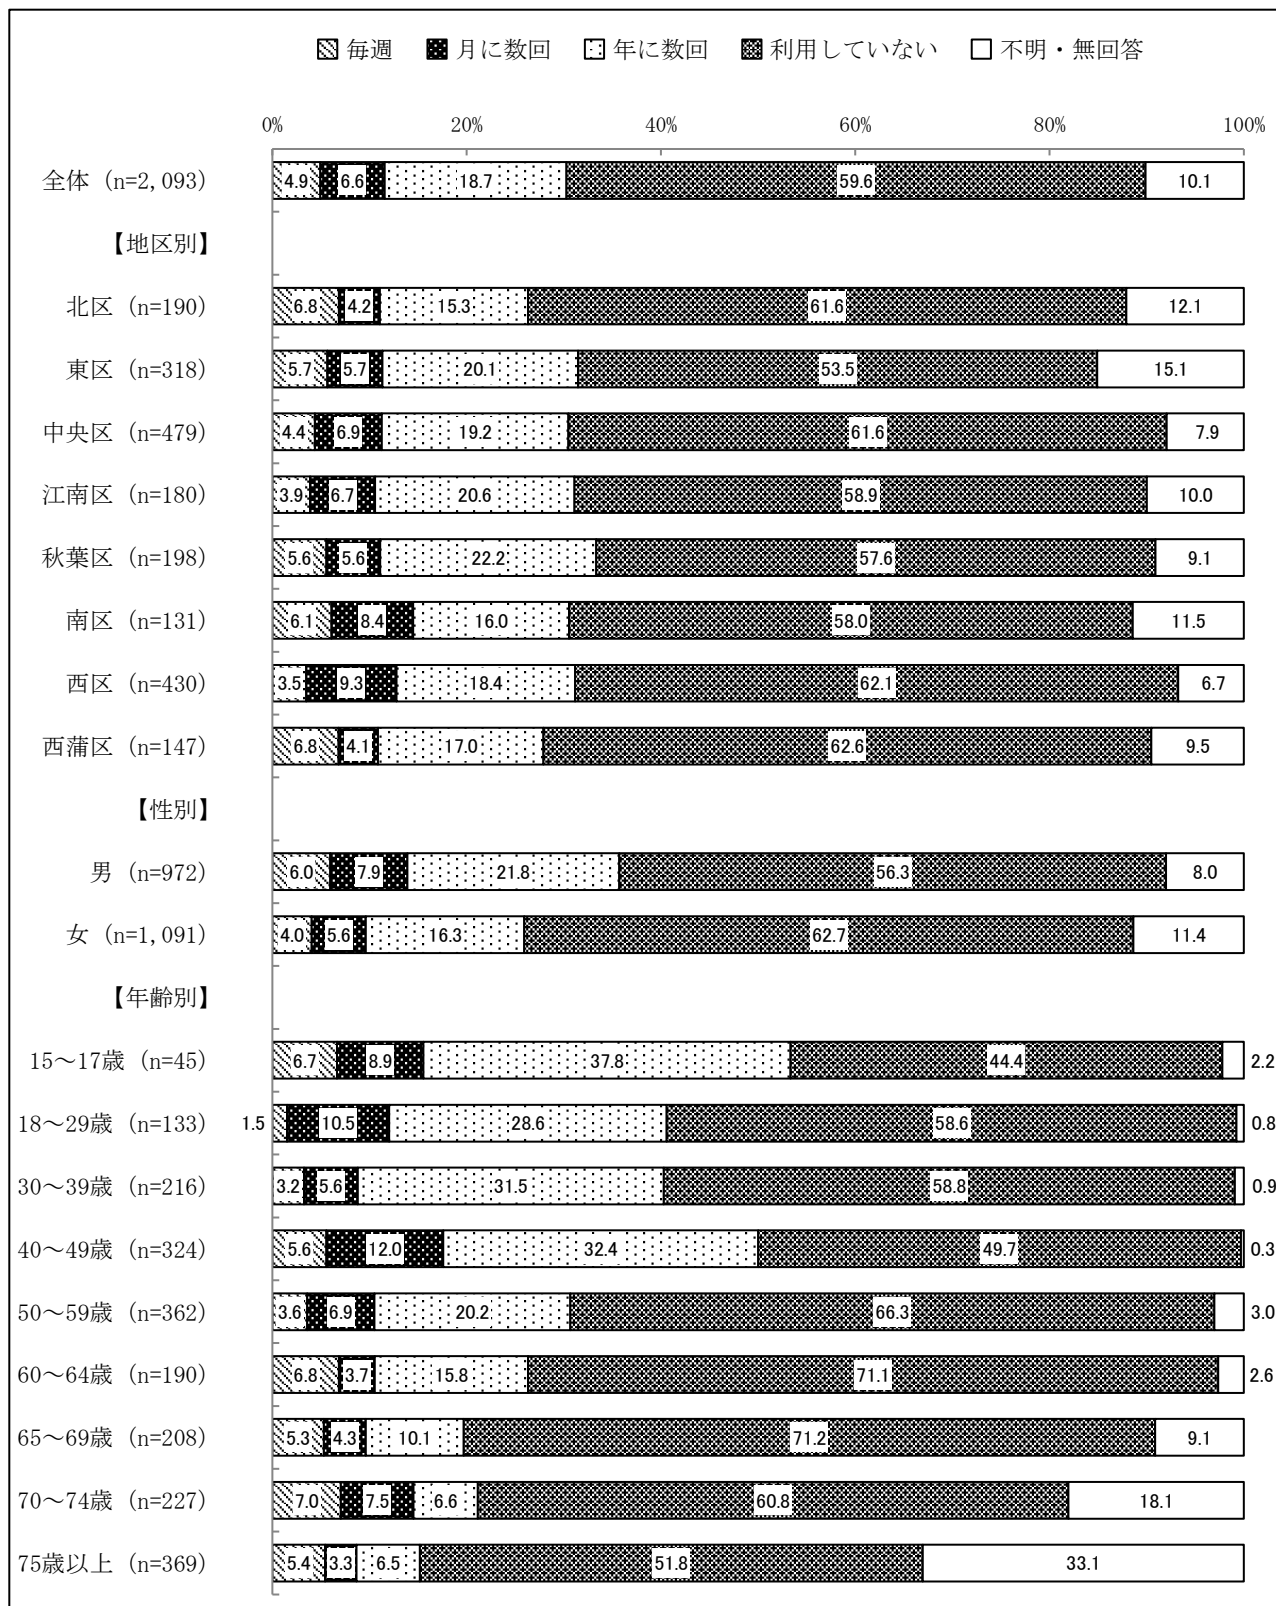 毎週 月に数回 年に数回 利用していない 不明・無回答
0% 20% 40% 60% 80% 100%
全体 (n=2,093) 4.9 6.6 18.7 59.6 10.1
【地区別】
北区 (n=190) 6.8 4.2 15.3 61.6 12.1
東区 (n=318) 5.7 5.7 20.1 53.5 15.1
中央区 (n=479) 4.4 6.9 19.2 61.6 7.9
江南区 (n=180) 3.9 6.7 20.6 58.9 10.0
秋葉区 (n=198) 5.6 5.6 22.2 57.6 9.1
南区 (n=131) 6.1 8.4 16.0 58.0 11.5
西区 (n=430) 3.5 9.3 18.4 62.1 6.7
西蒲区 (n=147) 6.8 4.1 17.0 62.6 9.5
【性別】
男 (n=972) 6.0 7.9 21.8 56.3 8.0
女 (n=1,091) 4.0 5.6 16.3 62.7 11.4
【年齢別】
15～17歳 (n=45) 6.7 8.9 37.8 44.4 2.2
18～29歳 (n=133) 1.5 10.5 28.6 58.6 0.8
30～39歳 (n=216) 3.2 5.6 31.5 58.8 0.9
40～49歳 (n=324) 5.6 12.0 32.4 49.7 0.3
50～59歳 (n=362) 3.6 6.9 20.2 66.3 3.0
60～64歳 (n=190) 6.8 3.7 15.8 71.1 2.6
65～69歳 (n=208) 5.3 4.3 10.1 71.2 9.1
70～74歳 (n=227) 7.0 7.5 6.6 60.8 18.1
75歳以上 (n=369) 5.4 3.3 6.5 51.8 33.1